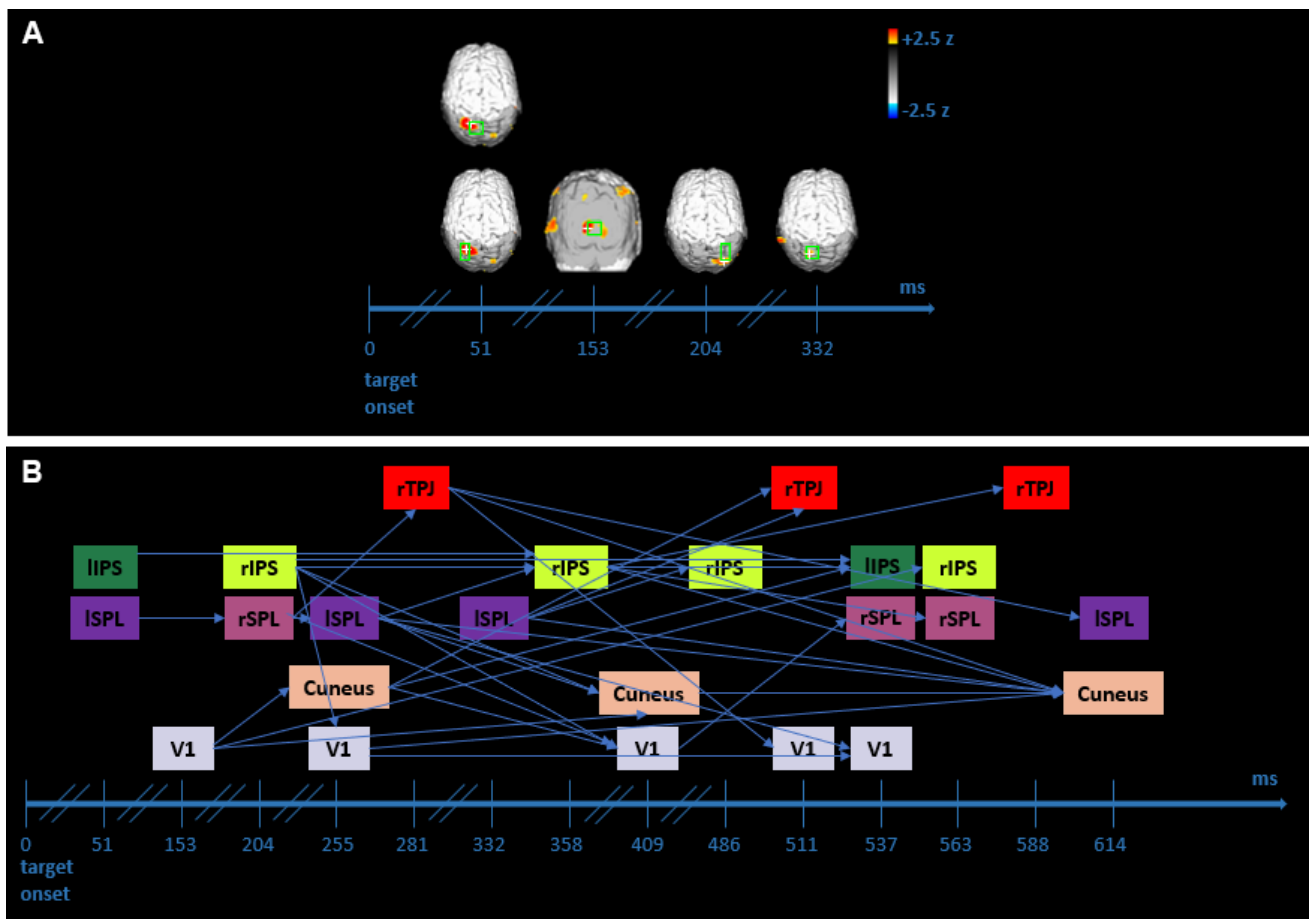 A
+2.5 z
-2.5 z
ms
0 51 153 204 332
target
onset
B
rTPJ rTPJ rTPJ
lIPS rIPS rIPS rIPS lIPS rIPS
lSPL rSPL lSPL lSPL rSPL rSPL lSPL
Cuneus Cuneus Cuneus
V1 V1 V1 V1 V1
ms
0 51 153 204 255 281 332 358 409 486 511 537 563 588 614
target
onset